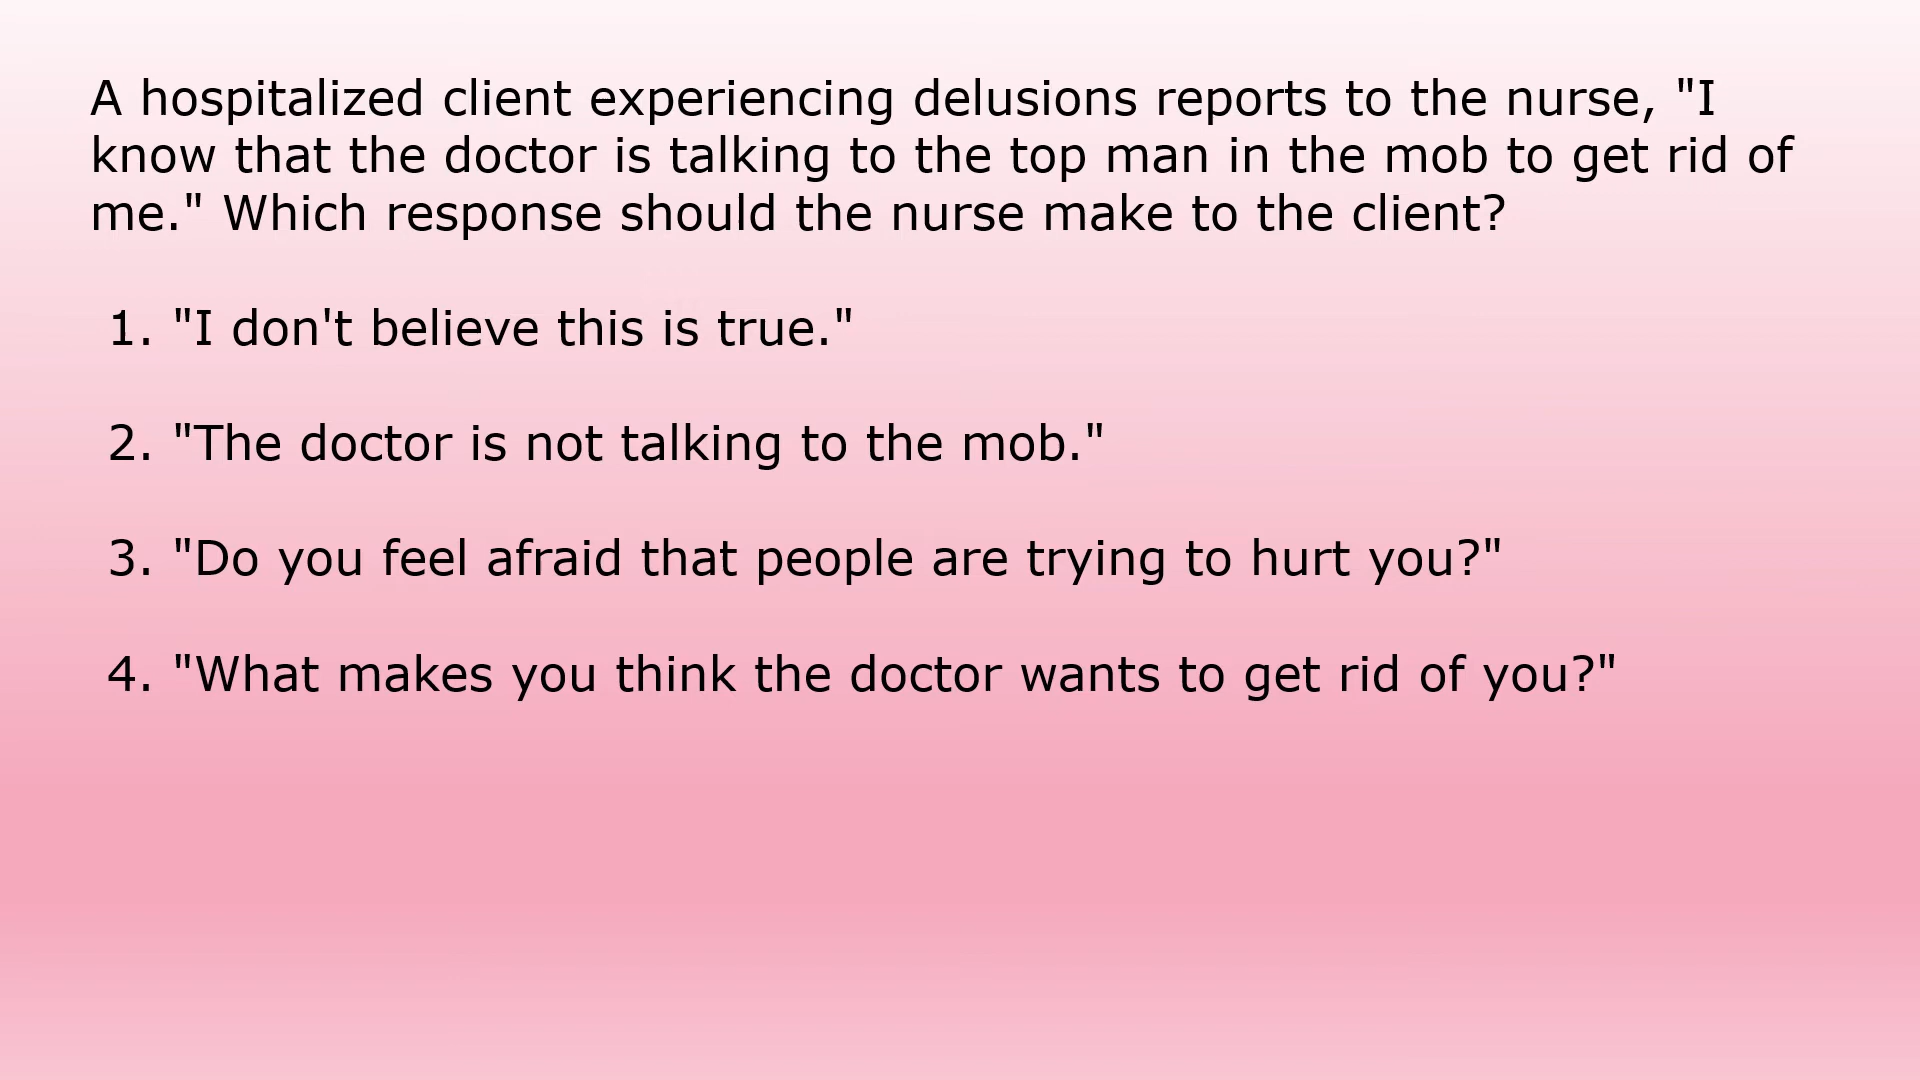 A hospitalized client experiencing delusions reports to the nurse, "I
know that the doctor is talking to the top man in the mob to get rid of
me." Which response should the nurse make to the client?
1. "I don't believe this is true."
2. "The doctor is not talking to the mob."
3. "Do you feel afraid that people are trying to hurt you?"
4. "What makes you think the doctor wants to get rid of you?"